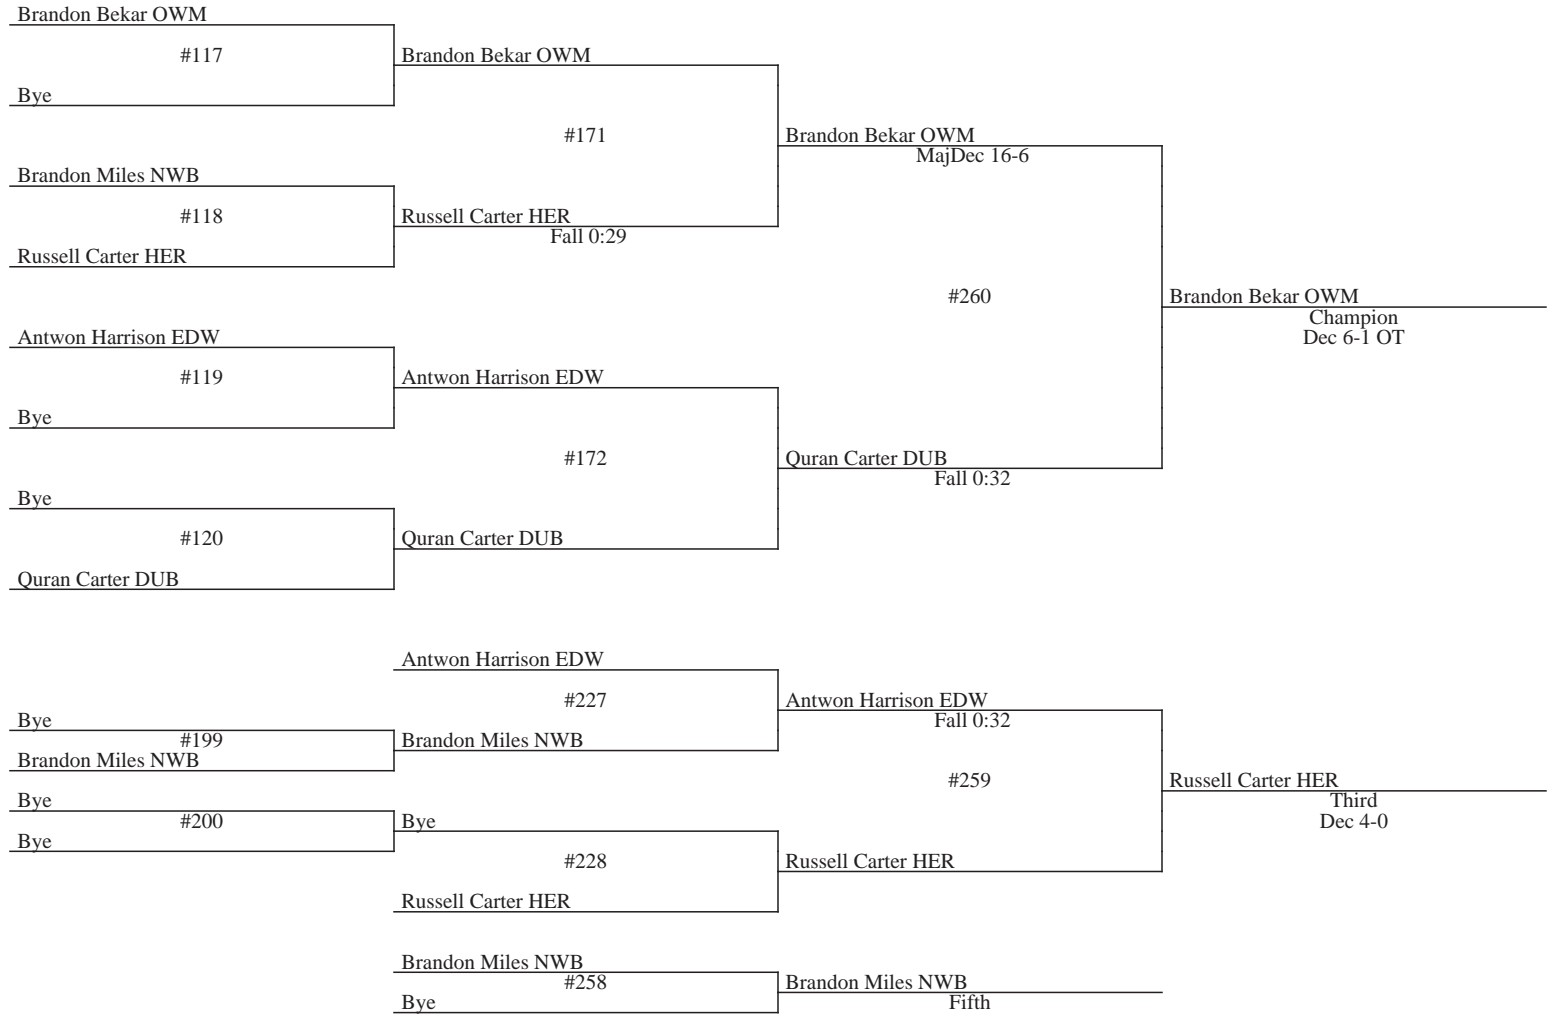 Brandon Bekar OWM
#117
Brandon Bekar OWM
Bye
#171
Brandon Bekar OWM
MajDec 16-6
Brandon Miles NWB
#118
Russell Carter HER
Fall 0:29
Russell Carter HER
#260
Brandon Bekar OWM
Champion
Dec 6-1 OT
Antwon Harrison EDW
#119
Antwon Harrison EDW
Bye
#172
Quran Carter DUB
Fall 0:32
Bye
#120
Quran Carter DUB
Quran Carter DUB
Antwon Harrison EDW
#227
Antwon Harrison EDW
Fall 0:32
Bye
#199
Brandon Miles NWB
Brandon Miles NWB
#259
Russell Carter HER
Third
Dec 4-0
Bye
#200
Bye
Bye
#228
Russell Carter HER
Russell Carter HER
Brandon Miles NWB
#258
Brandon Miles NWB
Fifth
Bye